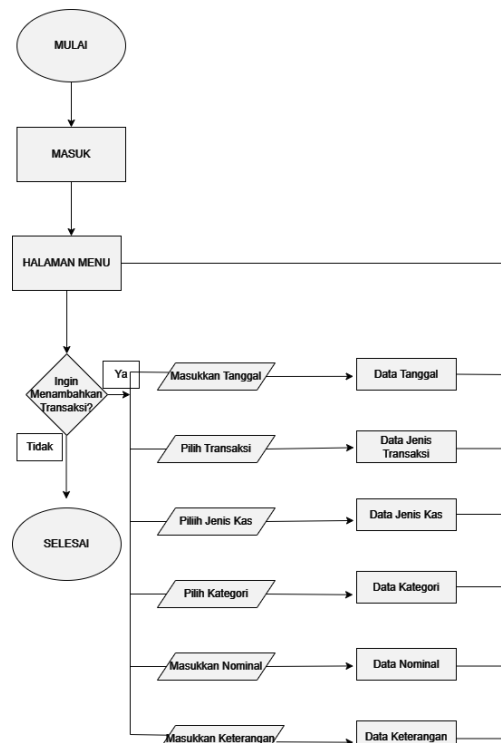 MULAI
MASUK
HALAMAN MENU
Ingin
Menambahkan
Transaksi?
Ya
Tidak
SELESAI
Masukkan Tanggal
Data Tanggal
Pilih Transaksi
Data Jenis
Transaksi
Piliih Jenis Kas
Data Jenis Kas
Pilih Kategori
Data Kategori
Masukkan Nominal
Data Nominal
Masukkan Keterangan
Data Keterangan